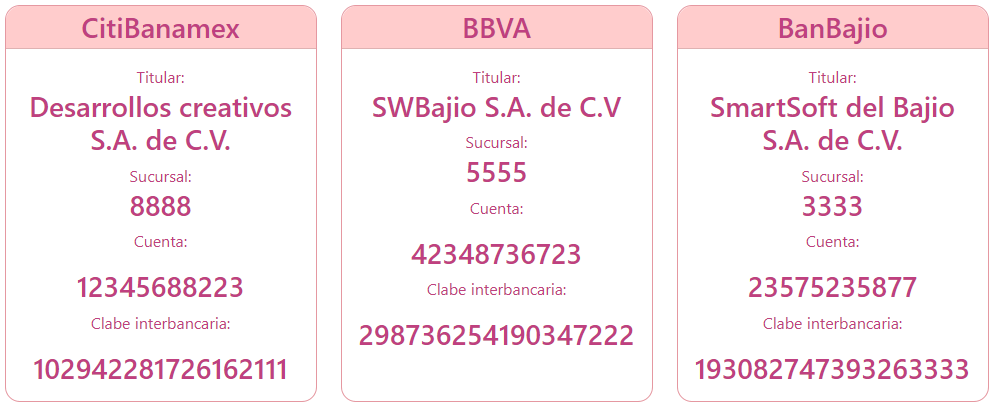 CitiBanamex
Titular:
Desarrollos creativos
S.A. de C.V.
Sucursal:
8888
Cuenta:
12345688223
Clabe interbancaria:
102942281726162111
BBVA
Titular:
SWBajio S.A. de C.V
Sucursal:
5555
Cuenta:
42348736723
Clabe interbancaria:
298736254190347222
BanBajio
Titular:
SmartSoft del Bajio
S.A. de C.V.
Sucursal:
3333
Cuenta:
23575235877
Clabe interbancaria:
193082747393263333